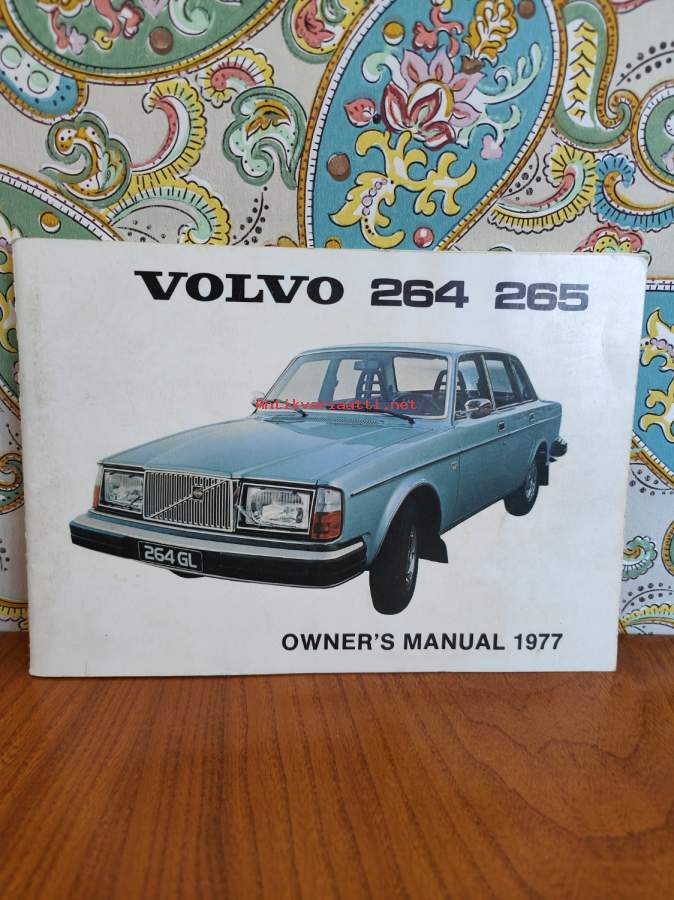 VOLVO 264 265
Antikvariaatti.net
264 GL
OWNER'S MANUAL 1977